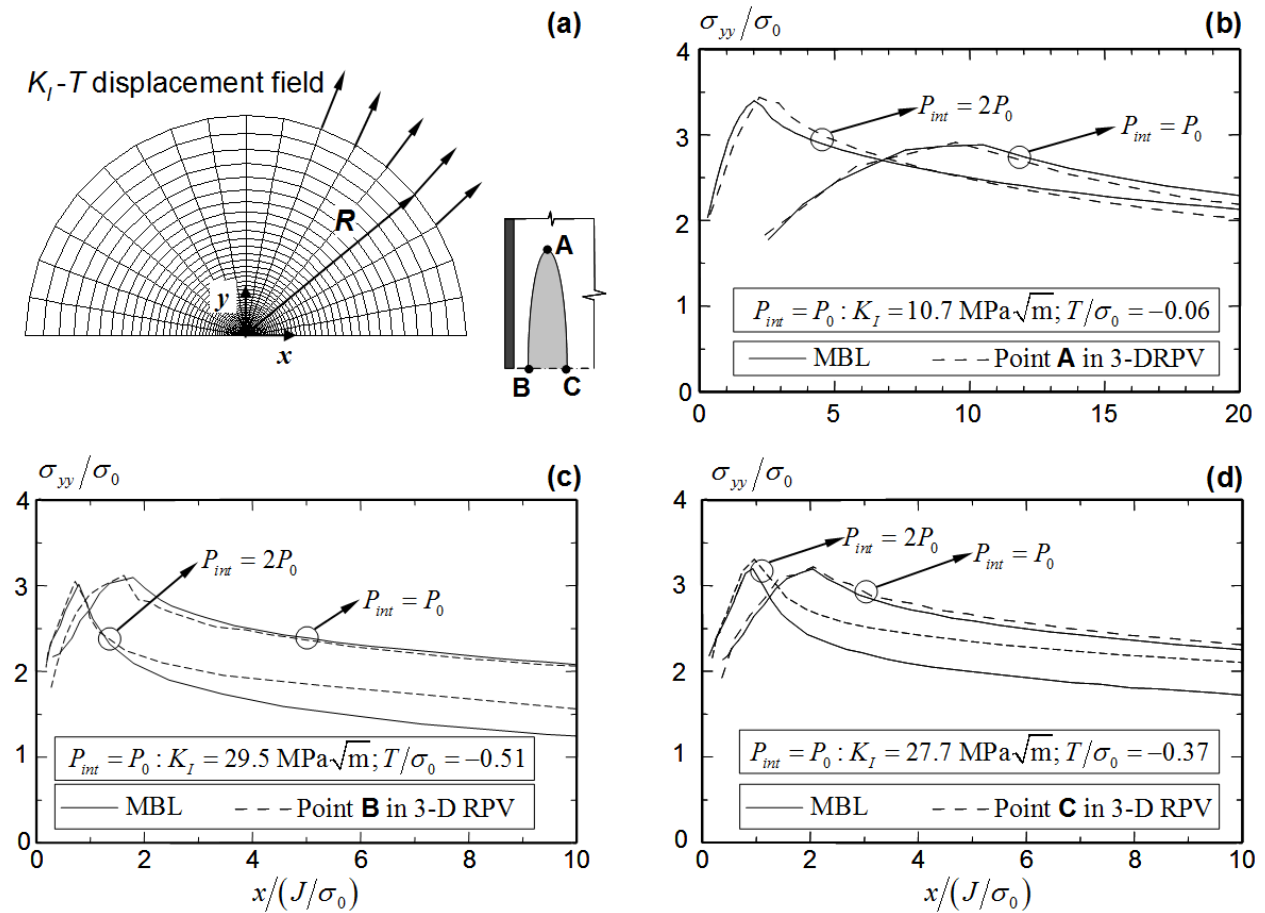 (a)
K_I-T displacement field
R
y
x
A
B
C
σ_yy/σ_0
(b)
4
3
2
1
0
P_int = 2P_0
P_int = P_0
P_int = P_0 : K_I = 10.7 MPa√m; T/σ_0 = −0.06
MBL
Point A in 3-DRPV
0
5
10
15
20
σ_yy/σ_0
(c)
4
3
2
1
0
P_int = 2P_0
P_int = P_0
P_int = P_0 : K_I = 29.5 MPa√m; T/σ_0 = −0.51
MBL
Point B in 3-D RPV
0
2
4
6
8
10
x/(J/σ_0)
σ_yy/σ_0
(d)
4
3
2
1
0
P_int = 2P_0
P_int = P_0
P_int = P_0 : K_I = 27.7 MPa√m; T/σ_0 = −0.37
MBL
Point C in 3-D RPV
0
2
4
6
8
10
x/(J/σ_0)